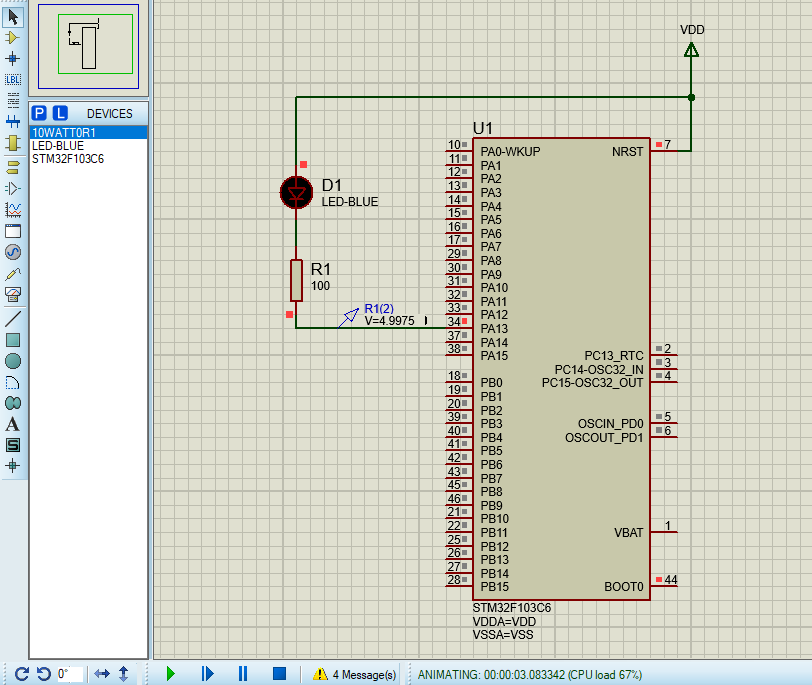 VDD
LBL
P L DEVICES
10WATT0R1
LED-BLUE
STM32F103C6
A
S
0°
D1
LED-BLUE
R1
100
R1(2)
V=4.9975
U1
10 PA0-WKUP NRST 7
11 PA1
12 PA2
13 PA3
14 PA4
15 PA5
16 PA6
17 PA7
29 PA8
30 PA9
31 PA10
32 PA11
33 PA12
34 PA13
37 PA14
38 PA15 PC13_RTC 2
PC14-OSC32_IN 3
18 PB0 PC15-OSC32_OUT 4
19 PB1
20 PB2
39 PB3 OSCIN_PD0 5
40 PB4 OSCOUT_PD1 6
41 PB5
42 PB6
43 PB7
45 PB8
46 PB9
21 PB10
22 PB11 VBAT 1
25 PB12
26 PB13
27 PB14
28 PB15 BOOT0 44
STM32F103C6
VDDA=VDD
VSSA=VSS
4 Message(s)
ANIMATING: 00:00:03.083342 (CPU load 67%)